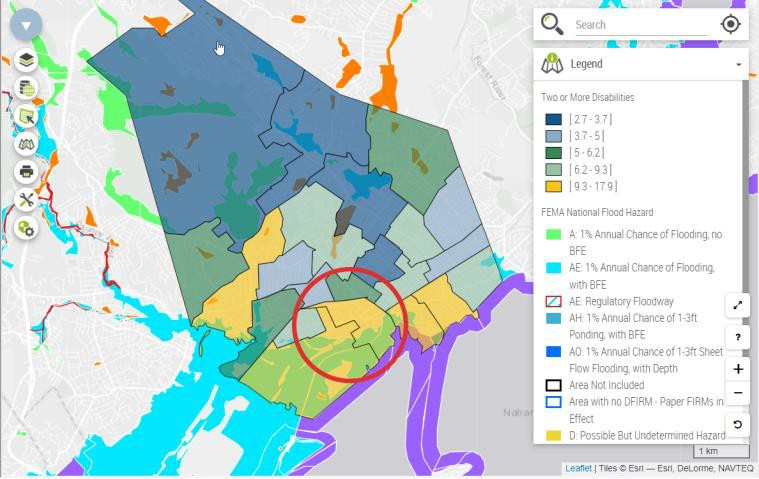 Search
Legend
Two or More Disabilities
[ 2.7 - 3.7 ]
[ 3.7 - 5 ]
[ 5 - 6.2 ]
[ 6.2 - 9.3 ]
[ 9.3 - 17.9 ]
FEMA National Flood Hazard
A: 1% Annual Chance of Flooding, no
BFE
AE: 1% Annual Chance of Flooding,
with BFE
AE: Regulatory Floodway
AH: 1% Annual Chance of 1-3ft
Ponding, with BFE
AO: 1% Annual Chance of 1-3ft Sheet
Flow Flooding, with Depth
Area Not Included
Area with no DFIRM - Paper FIRMs in
Effect
D: Possible But Undetermined Hazard
Forest River
Nahan
?
+
−
1 km
Leaflet | Tiles © Esri — Esri, DeLorme, NAVTEQ